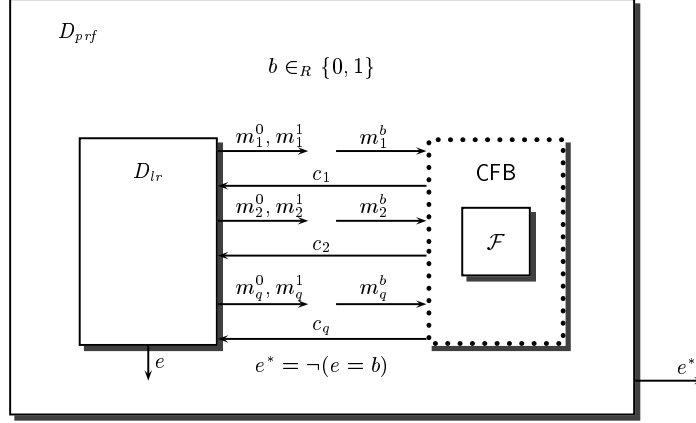 D_{prf}
b ∈_R {0, 1}
m_1^0, m_1^1 m_1^b
D_{lr} c_1 CFB
m_2^0, m_2^1 m_2^b
c_2 ℱ
m_q^0, m_q^1 m_q^b
c_q
e e* = ¬(e = b) e*